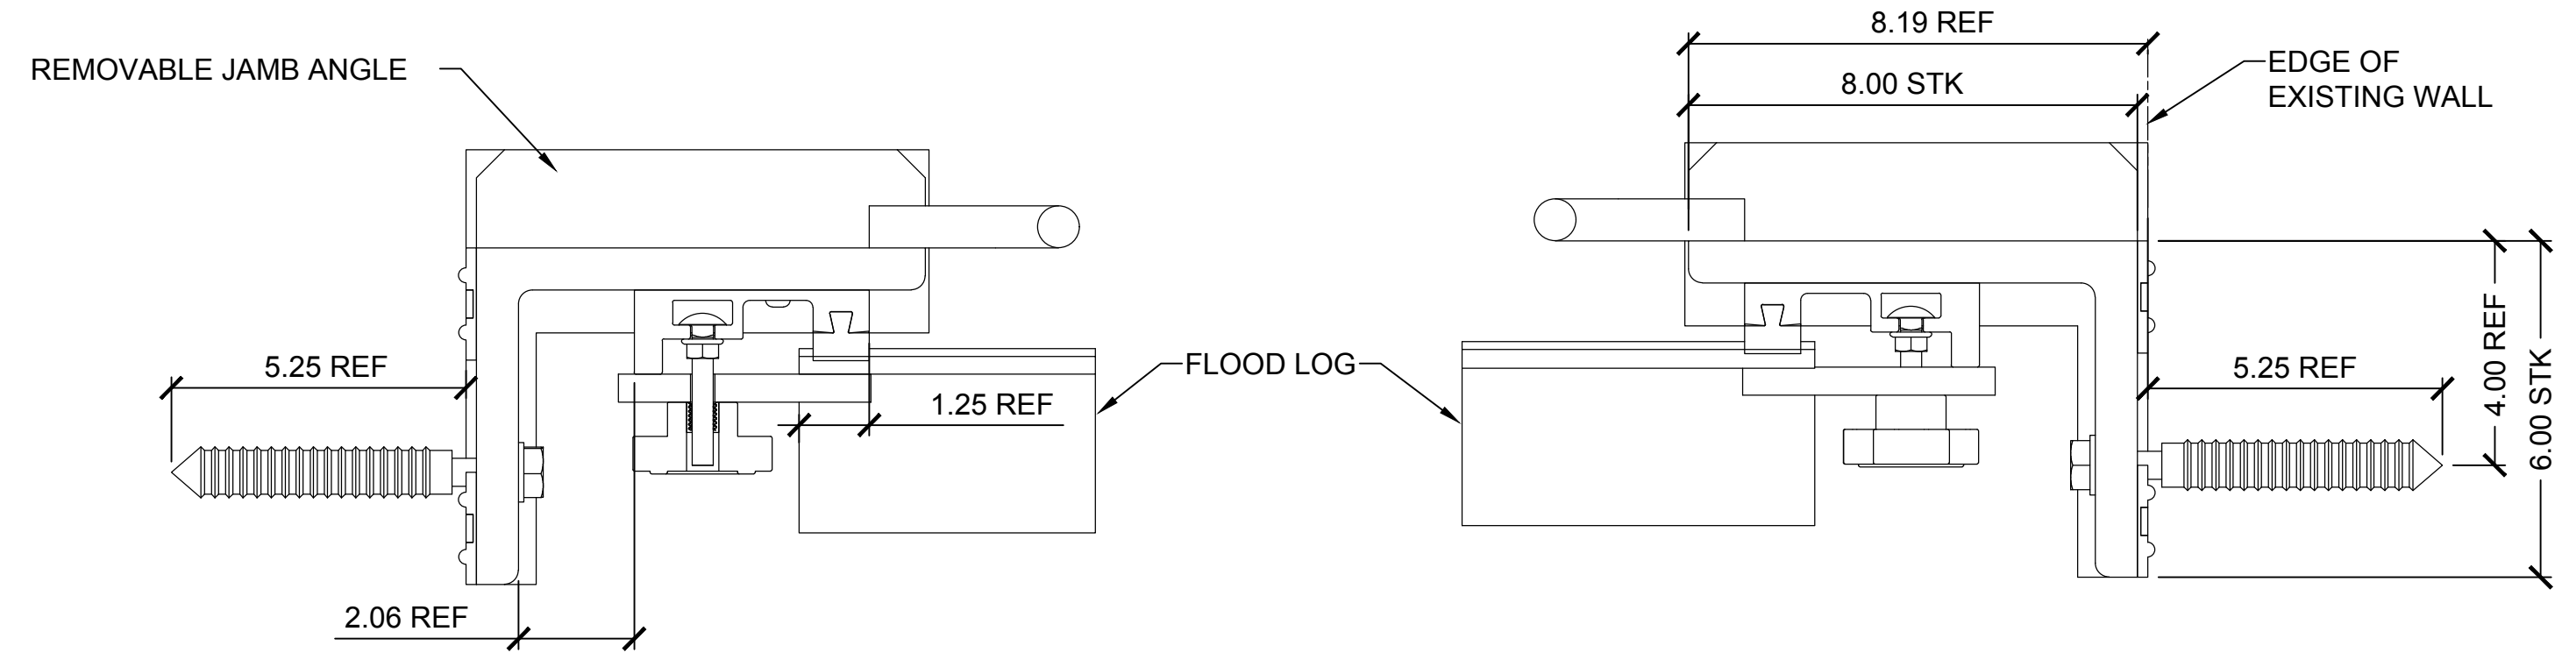 REMOVABLE JAMB ANGLE
5.25 REF
2.06 REF
1.25 REF
FLOOD LOG
8.19 REF
8.00 STK
EDGE OF
EXISTING WALL
5.25 REF
4.00 REF
6.00 STK